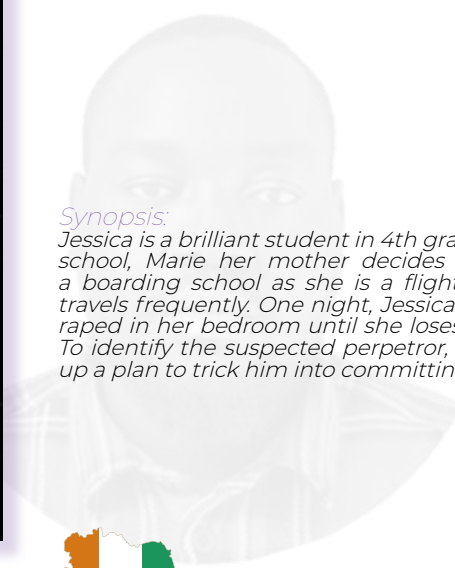 Synopsis:
Jessica is a brilliant student in 4th gra
school, Marie her mother decides
a boarding school as she is a flight
travels frequently. One night, Jessica
raped in her bedroom until she loses
To identify the suspected perpetror,
up a plan to trick him into committin